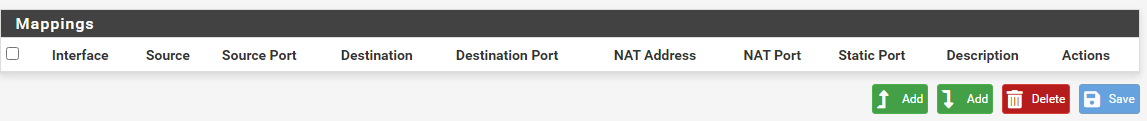 Mappings
Interface Source Source Port Destination Destination Port NAT Address NAT Port Static Port Description Actions
Add Add Delete Save